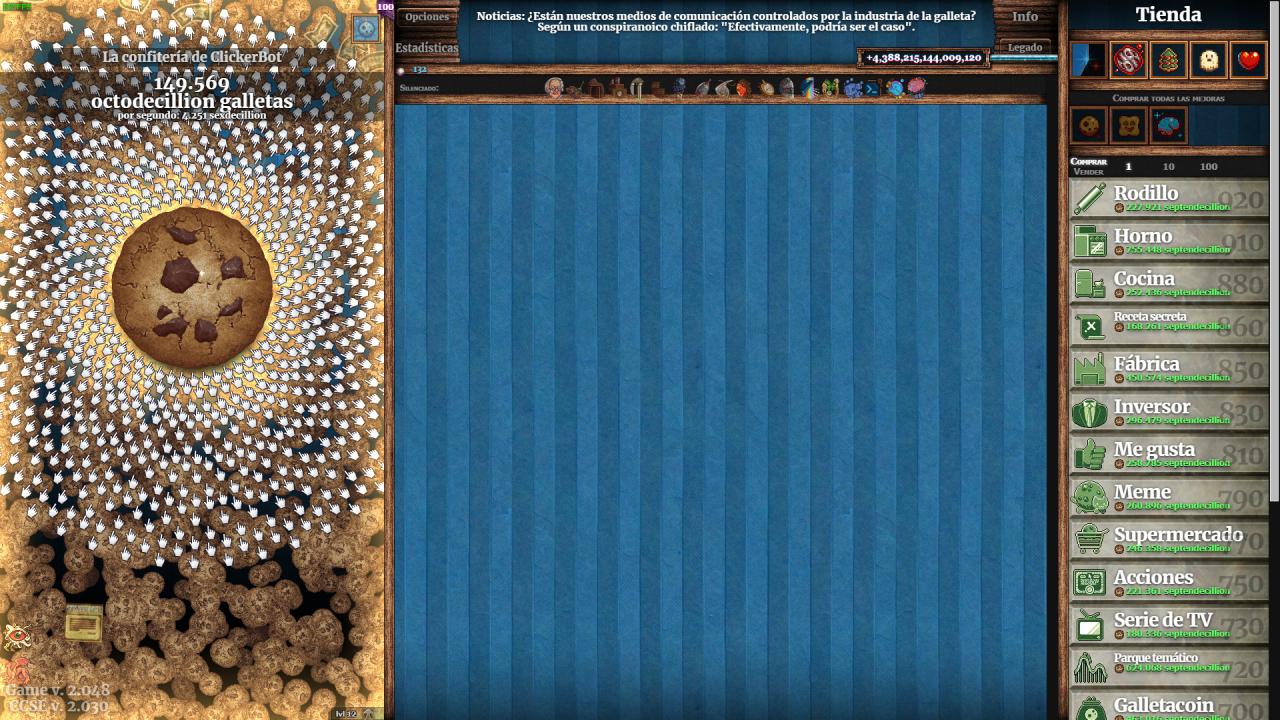 La confitería de ClickerBot
149.569
octodecillion galletas
por segundo: 4.251 sexdecillion
Game v. 2.048
CCSE v. 2.030
lvl 12
100
Opciones
Estadísticas
Noticias: ¿Están nuestros medios de comunicación controlados por la industria de la galleta?
Según un conspiranoico chiflado: "Efectivamente, podría ser el caso".
Info
Legado
+4,388,215,144,009,120
132
Silenciado:
Tienda
Comprar todas las mejoras
Comprar
Vender
1
10
100
Rodillo
227.921 septendecillion
920
Horno
755.448 septendecillion
910
Cocina
252.436 septendecillion
880
Receta secreta
168.261 septendecillion
860
Fábrica
450.574 septendecillion
850
Inversor
296.479 septendecillion
830
Me gusta
258.785 septendecillion
810
Meme
260.896 septendecillion
790
Supermercado
246.358 septendecillion
Acciones
221.361 septendecillion
750
Serie de TV
180.336 septendecillion
730
Parque temático
624.068 septendecillion
720
Galletacoin
700